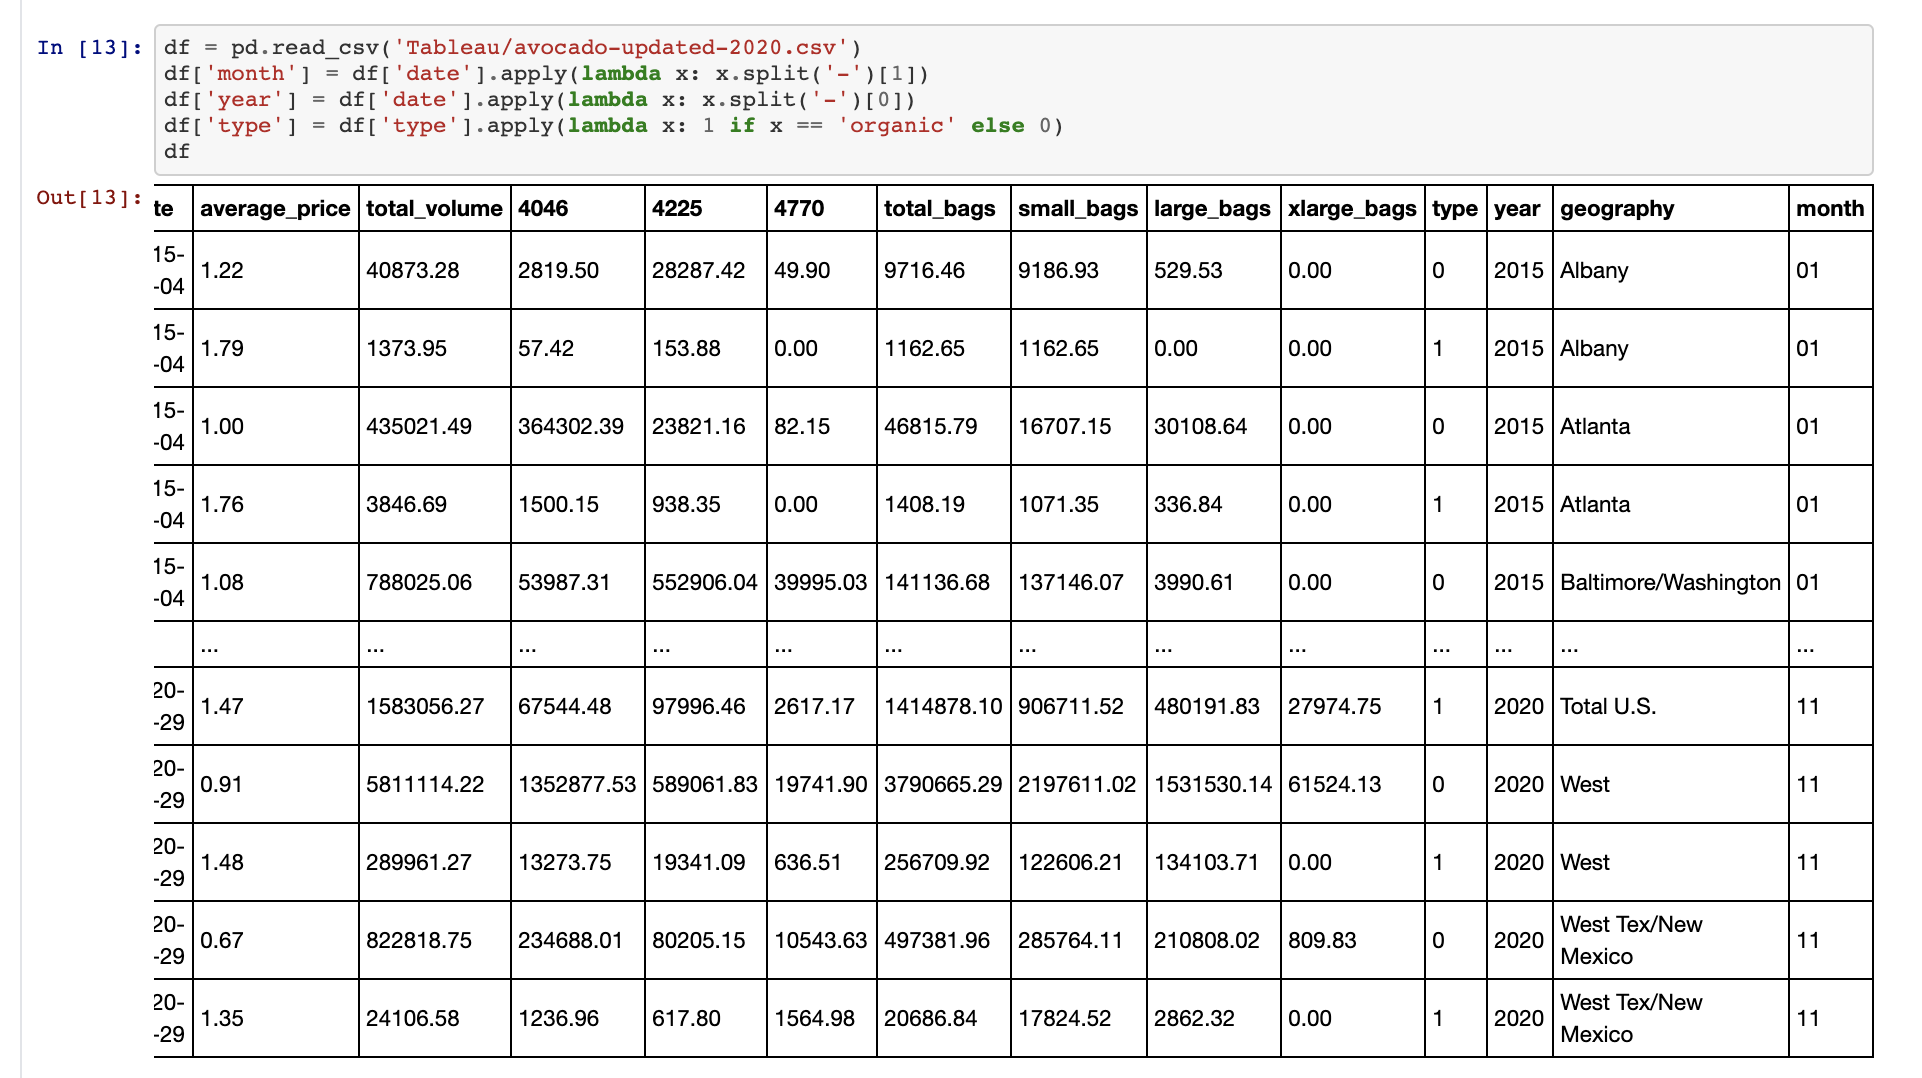 In [13]: df = pd.read_csv('Tableau/avocado-updated-2020.csv')
df['month'] = df['date'].apply(lambda x: x.split('-')[1])
df['year'] = df['date'].apply(lambda x: x.split('-')[0])
df['type'] = df['type'].apply(lambda x: 1 if x == 'organic' else 0)
df
Out[13]:
te average_price total_volume 4046 4225 4770 total_bags small_bags large_bags xlarge_bags type year geography month
15-
-04 1.22 40873.28 2819.50 28287.42 49.90 9716.46 9186.93 529.53 0.00 0 2015 Albany 01
15-
-04 1.79 1373.95 57.42 153.88 0.00 1162.65 1162.65 0.00 0.00 1 2015 Albany 01
15-
-04 1.00 435021.49 364302.39 23821.16 82.15 46815.79 16707.15 30108.64 0.00 0 2015 Atlanta 01
15-
-04 1.76 3846.69 1500.15 938.35 0.00 1408.19 1071.35 336.84 0.00 1 2015 Atlanta 01
15-
-04 1.08 788025.06 53987.31 552906.04 39995.03 141136.68 137146.07 3990.61 0.00 0 2015 Baltimore/Washington 01
... ... ... ... ... ... ... ... ... ... ... ... ...
20-
-29 1.47 1583056.27 67544.48 97996.46 2617.17 1414878.10 906711.52 480191.83 27974.75 1 2020 Total U.S. 11
20-
-29 0.91 5811114.22 1352877.53 589061.83 19741.90 3790665.29 2197611.02 1531530.14 61524.13 0 2020 West 11
20-
-29 1.48 289961.27 13273.75 19341.09 636.51 256709.92 122606.21 134103.71 0.00 1 2020 West 11
20-
-29 0.67 822818.75 234688.01 80205.15 10543.63 497381.96 285764.11 210808.02 809.83 0 2020 West Tex/New
Mexico 11
20-
-29 1.35 24106.58 1236.96 617.80 1564.98 20686.84 17824.52 2862.32 0.00 1 2020 West Tex/New
Mexico 11